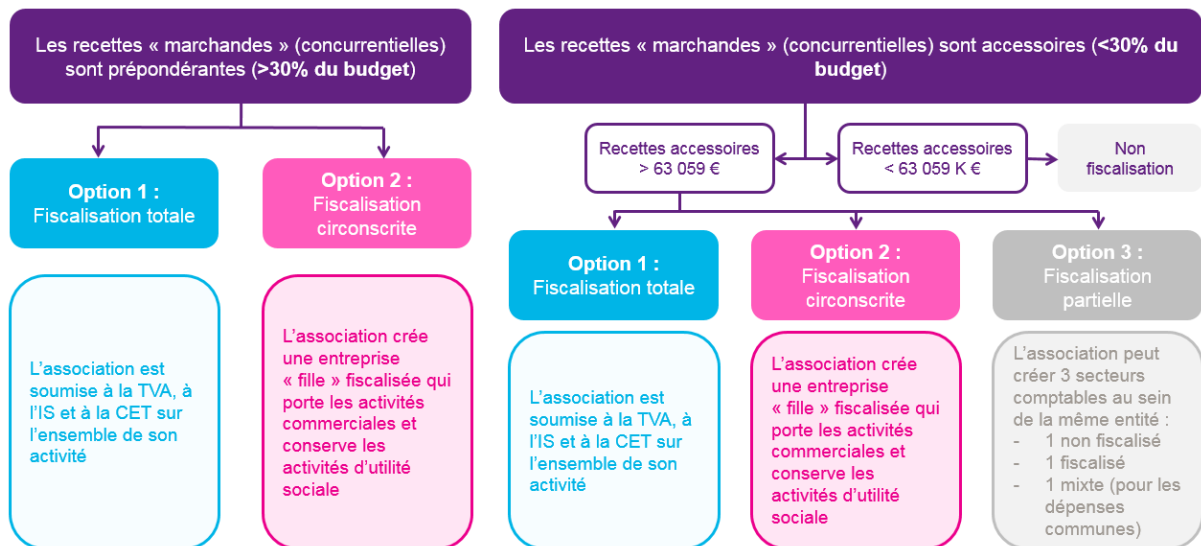 Les recettes « marchandes » (concurrentielles)
sont prépondérantes (>30% du budget)
Option 1 :
Fiscalisation totale
Option 2 :
Fiscalisation
circonscrite
L’association est
soumise à la TVA, à
l’IS et à la CET sur
l’ensemble de son
activité
L’association crée
une entreprise
« fille » fiscalisée qui
porte les activités
commerciales et
conserve les
activités d’utilité
sociale
Les recettes « marchandes » (concurrentielles) sont accessoires (<30% du
budget)
Recettes accessoires
> 63 059 €
Recettes accessoires
< 63 059 K €
Non
fiscalisation
Option 1 :
Fiscalisation totale
Option 2 :
Fiscalisation
circonscrite
Option 3 :
Fiscalisation
partielle
L’association est
soumise à la TVA, à
l’IS et à la CET sur
l’ensemble de son
activité
L’association crée
une entreprise
« fille » fiscalisée qui
porte les activités
commerciales et
conserve les
activités d’utilité
sociale
L’association peut
créer 3 secteurs
comptables au sein
de la même entité :
- 1 non fiscalisé
- 1 fiscalisé
- 1 mixte (pour les
dépenses
communes)